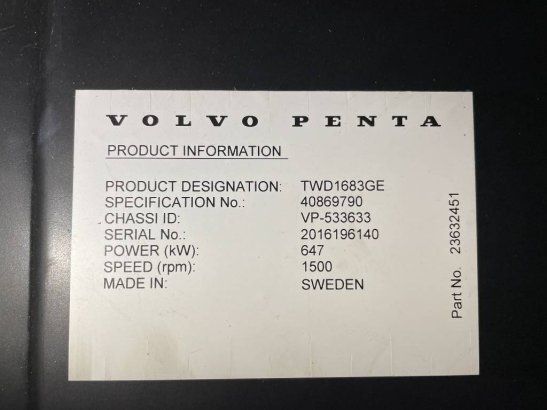 VOLVO PENTA
PRODUCT INFORMATION
PRODUCT DESIGNATION: TWD1683GE
SPECIFICATION No.: 40869790
CHASSI ID: VP-533633
SERIAL No.: 2016196140
POWER (kW): 647
SPEED (rpm): 1500
MADE IN: SWEDEN
Part No. 23632451